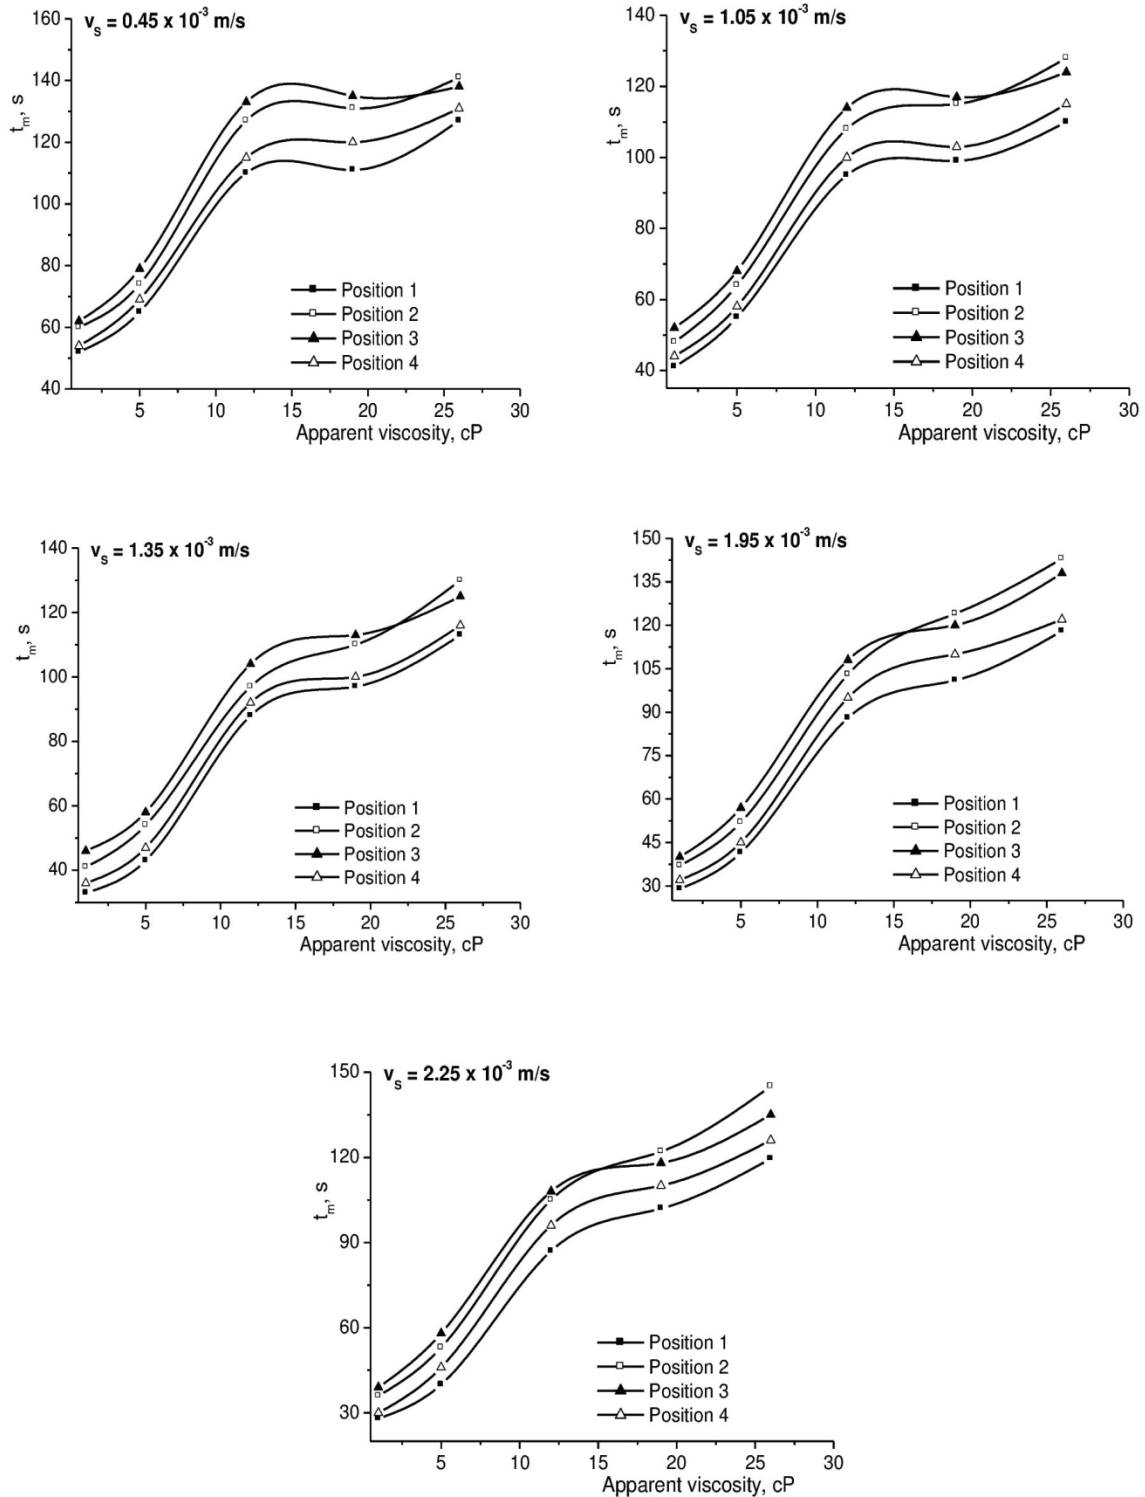 v_s = 0.45 x 10^-3 m/s
160
140
120
100
80
60
40
t_m, s
5 10 15 20 25 30
Apparent viscosity, cP
Position 1
Position 2
Position 3
Position 4
v_s = 1.05 x 10^-3 m/s
140
120
100
80
60
40
t_m, s
5 10 15 20 25 30
Apparent viscosity, cP
Position 1
Position 2
Position 3
Position 4
v_s = 1.35 x 10^-3 m/s
140
120
100
80
60
40
t_m, s
5 10 15 20 25 30
Apparent viscosity, cP
Position 1
Position 2
Position 3
Position 4
v_s = 1.95 x 10^-3 m/s
150
135
120
105
90
75
60
45
30
t_m, s
5 10 15 20 25 30
Apparent viscosity, cP
Position 1
Position 2
Position 3
Position 4
v_s = 2.25 x 10^-3 m/s
150
120
90
60
30
t_m, s
5 10 15 20 25 30
Apparent viscosity, cP
Position 1
Position 2
Position 3
Position 4